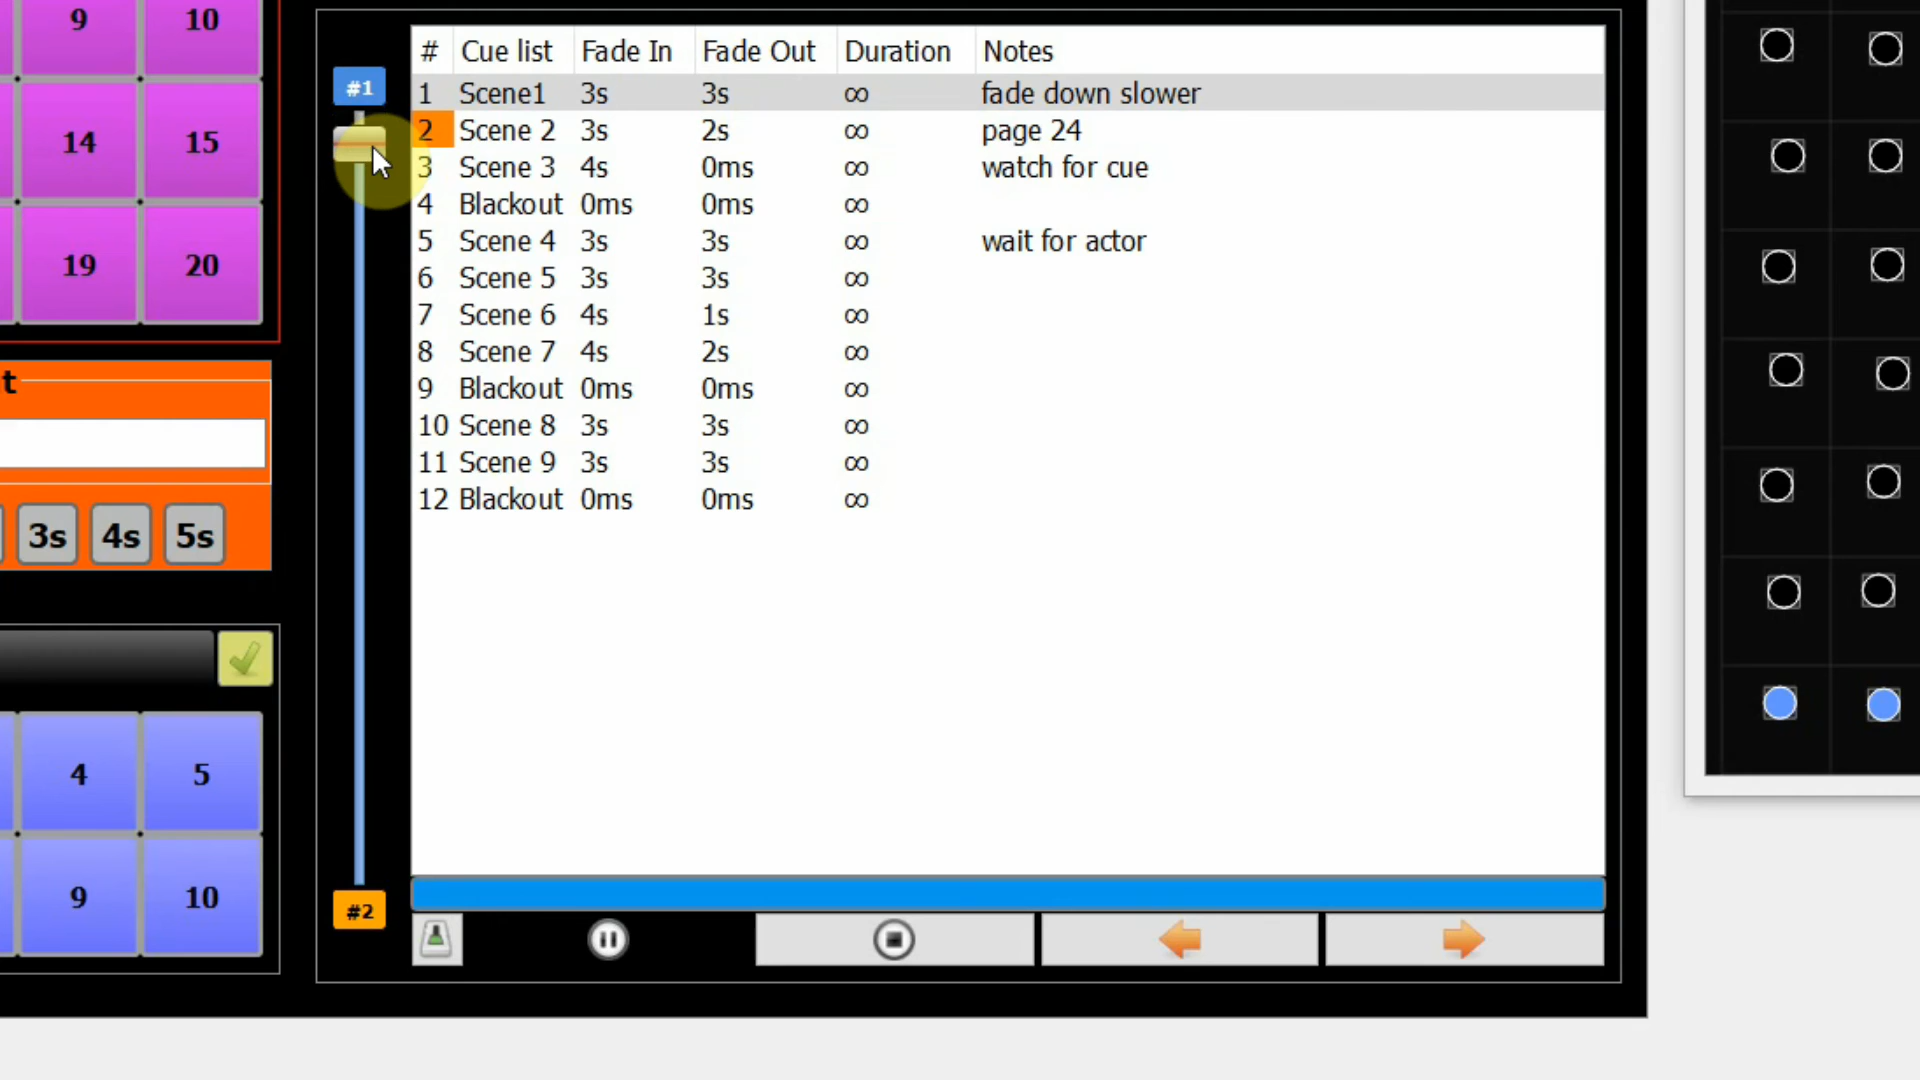 9 10
14 15
19 20
t
3s 4s 5s
4 5
9 10
#1
#2
# Cue list Fade In Fade Out Duration Notes
1 Scene1 3s 3s ∞ fade down slower
2 Scene 2 3s 2s ∞ page 24
3 Scene 3 4s 0ms ∞ watch for cue
4 Blackout 0ms 0ms ∞
5 Scene 4 3s 3s ∞ wait for actor
6 Scene 5 3s 3s ∞
7 Scene 6 4s 1s ∞
8 Scene 7 4s 2s ∞
9 Blackout 0ms 0ms ∞
10 Scene 8 3s 3s ∞
11 Scene 9 3s 3s ∞
12 Blackout 0ms 0ms ∞